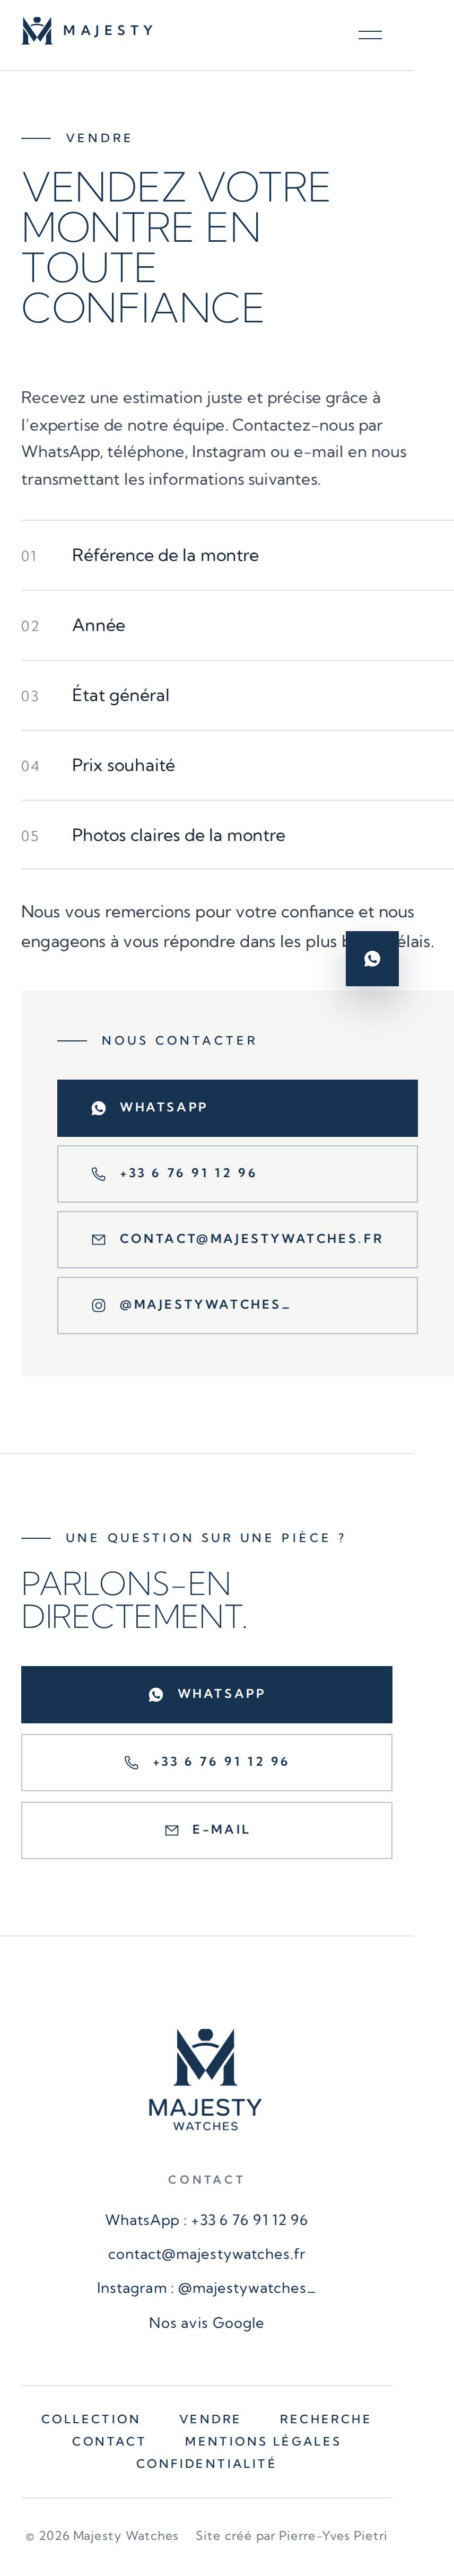 MAJESTY
VENDRE
VENDEZ VOTRE
MONTRE EN
TOUTE
CONFIANCE
Recevez une estimation juste et précise grâce à
l’expertise de notre équipe. Contactez-nous par
WhatsApp, téléphone, Instagram ou e-mail en nous
transmettant les informations suivantes.
01 Référence de la montre
02 Année
03 État général
04 Prix souhaité
05 Photos claires de la montre
Nous vous remercions pour votre confiance et nous
engageons à vous répondre dans les plus
NOUS CONTACTER
WHATSAPP
+33 6 76 91 12 96
CONTACT@MAJESTYWATCHES.FR
@MAJESTYWATCHES_
UNE QUESTION SUR UNE PIÈCE ?
PARLONS-EN
DIRECTEMENT.
WHATSAPP
+33 6 76 91 12 96
E-MAIL
MAJESTY
WATCHES
CONTACT
WhatsApp : +33 6 76 91 12 96
contact@majestywatches.fr
Instagram : @majestywatches_
Nos avis Google
COLLECTION VENDRE RECHERCHE
CONTACT MENTIONS LÉGALES
CONFIDENTIALITÉ
© 2026 Majesty Watches Site créé par Pierre-Yves Pietri